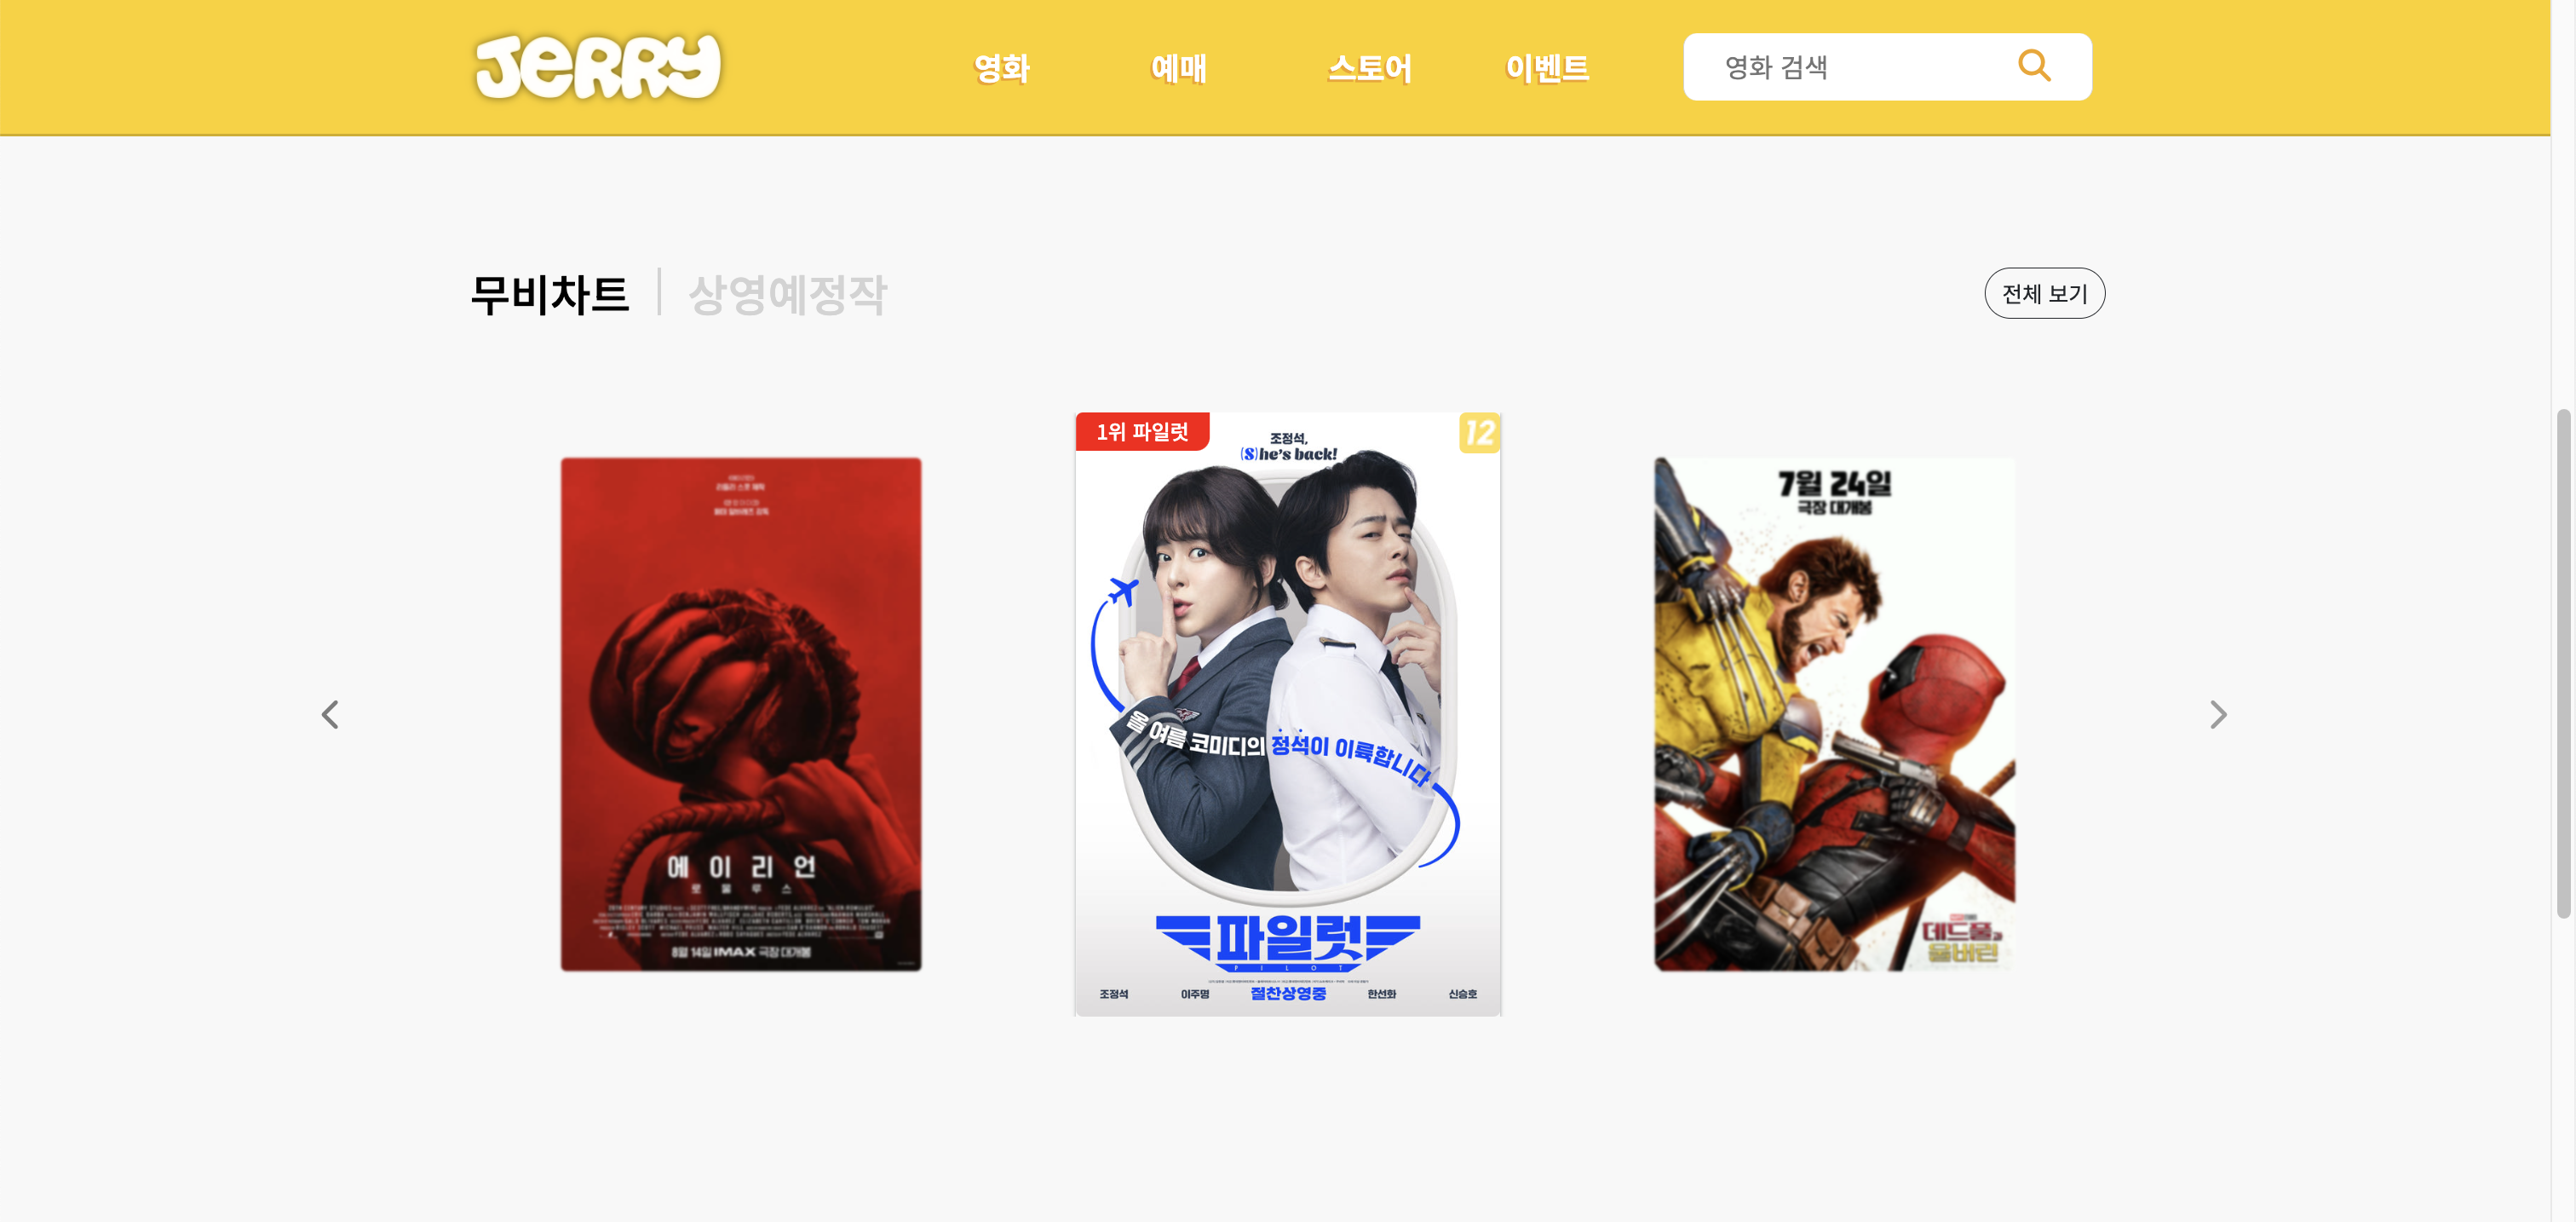 JERRY
영화
예매
스토어
이벤트
영화 검색
무비차트
상영예정작
전체 보기
에이리언
로물루스
8월 14일 IMAX 극장 대개봉
1위 파일럿
12
조정석,
(S)he's back!
올 여름 코미디의 정석이 이륙합니다
파일럿
PILOT
조정석 이주명 절찬상영중 한선화 신승호
7월 24일
극장 대개봉
데드풀과
울버린